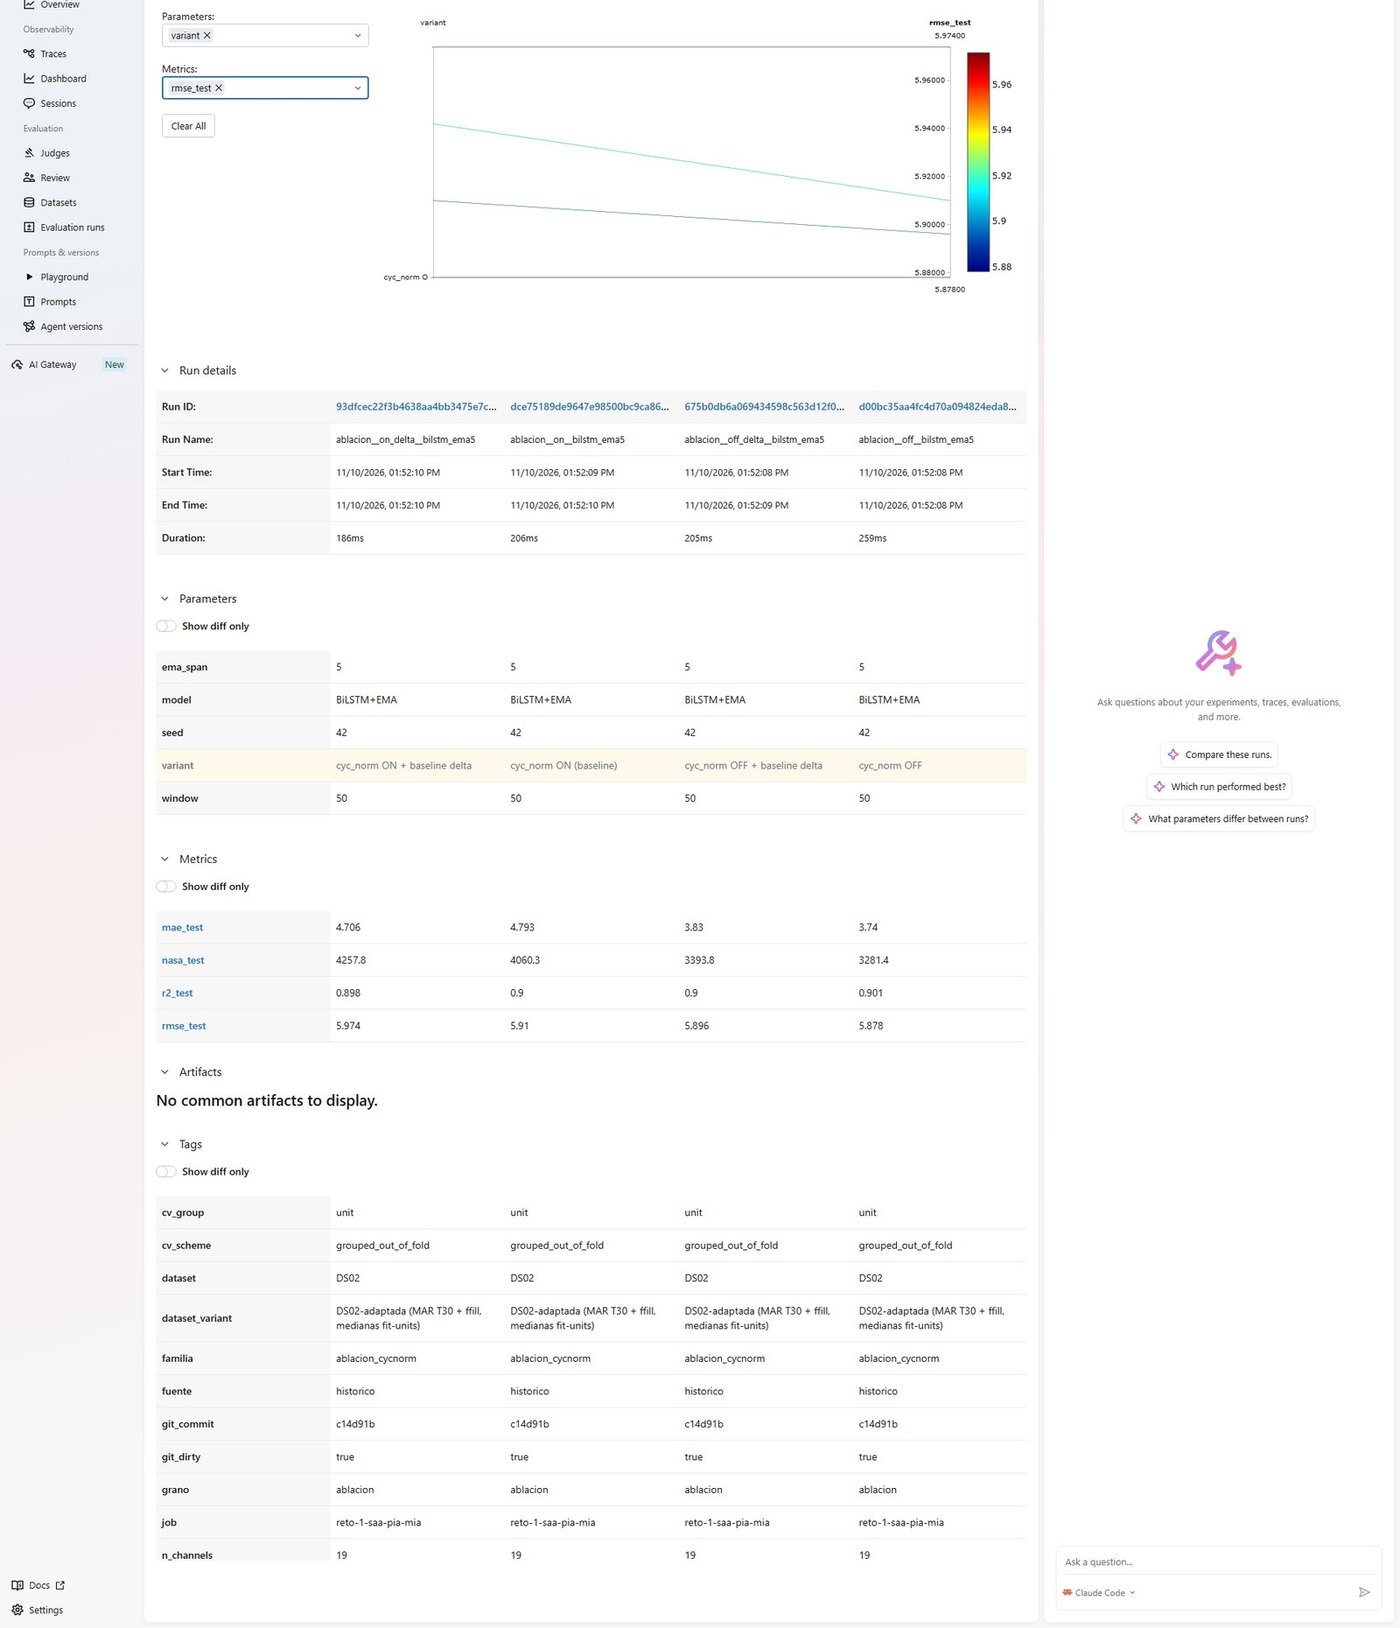 Overview
Observability
Traces
Dashboard
Sessions
Evaluation
Judges
Review
Datasets
Evaluation runs
Prompts & versions
Playground
Prompts
Agent versions
AI Gateway New
Docs
Settings
Parameters:
variant
Metrics:
rmse_test
Clear All
variant
rmse_test
5.97400
5.96000
5.94000
5.92000
5.90000
5.88000
5.87800
cyc_norm O
5.96
5.94
5.92
5.9
5.88
Run details
Run ID: 93dfcec22f3b4638aa4bb3475e7c... dce75189de9647e98500bc9ca86... 675b0db6a069434598c563d12f0... d00bc35aa4fc4d70a094824eda8...
Run Name: ablacion__on_delta__bilstm_ema5 ablacion__on__bilstm_ema5 ablacion__off_delta__bilstm_ema5 ablacion__off__bilstm_ema5
Start Time: 11/10/2026, 01:52:10 PM 11/10/2026, 01:52:09 PM 11/10/2026, 01:52:08 PM 11/10/2026, 01:52:08 PM
End Time: 11/10/2026, 01:52:10 PM 11/10/2026, 01:52:10 PM 11/10/2026, 01:52:09 PM 11/10/2026, 01:52:08 PM
Duration: 186ms 206ms 205ms 259ms
Parameters
Show diff only
ema_span 5 5 5 5
model BiLSTM+EMA BiLSTM+EMA BiLSTM+EMA BiLSTM+EMA
seed 42 42 42 42
variant cyc_norm ON + baseline delta cyc_norm ON (baseline) cyc_norm OFF + baseline delta cyc_norm OFF
window 50 50 50 50
Metrics
Show diff only
mae_test 4.706 4.793 3.83 3.74
nasa_test 4257.8 4060.3 3393.8 3281.4
r2_test 0.898 0.9 0.9 0.901
rmse_test 5.974 5.91 5.896 5.878
Artifacts
No common artifacts to display.
Tags
Show diff only
cv_group unit unit unit unit
cv_scheme grouped_out_of_fold grouped_out_of_fold grouped_out_of_fold grouped_out_of_fold
dataset DS02 DS02 DS02 DS02
dataset_variant DS02-adaptada (MAR T30 + ffill, medianas fit-units) DS02-adaptada (MAR T30 + ffill, medianas fit-units) DS02-adaptada (MAR T30 + ffill, medianas fit-units) DS02-adaptada (MAR T30 + ffill, medianas fit-units)
familia ablacion_cycnorm ablacion_cycnorm ablacion_cycnorm ablacion_cycnorm
fuente historico historico historico historico
git_commit c14d91b c14d91b c14d91b c14d91b
git_dirty true true true true
grano ablacion ablacion ablacion ablacion
job reto-1-saa-pia-mia reto-1-saa-pia-mia reto-1-saa-pia-mia reto-1-saa-pia-mia
n_channels 19 19 19 19
Ask questions about your experiments, traces, evaluations,
and more.
Compare these runs.
Which run performed best?
What parameters differ between runs?
Ask a question...
Claude Code